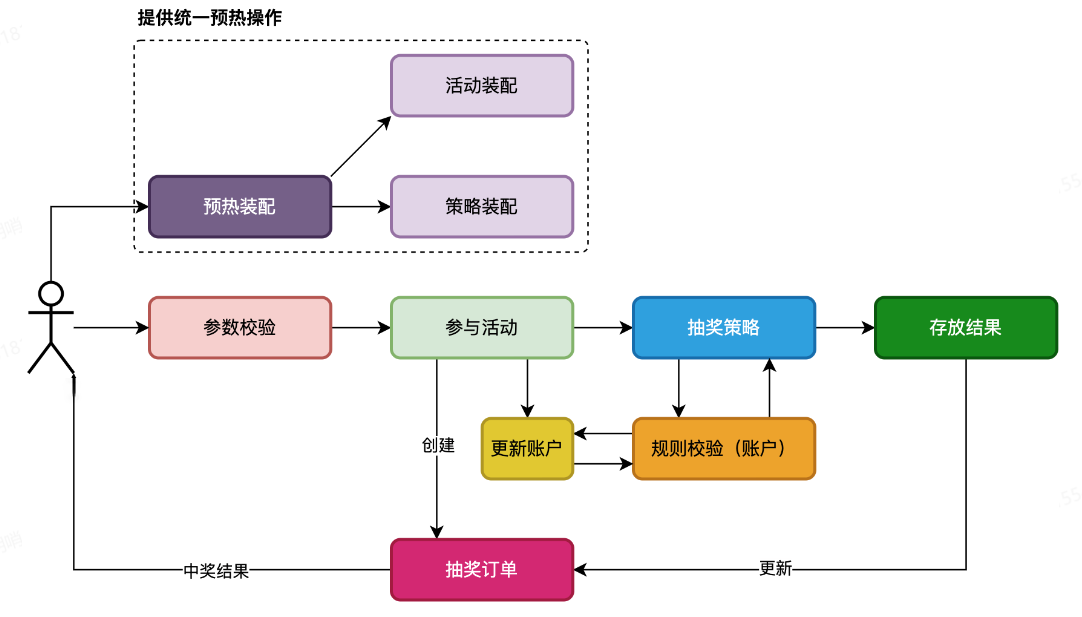 提供统一预热操作
活动装配
预热装配
策略装配
参数校验
参与活动
抽奖策略
存放结果
创建
更新账户
规则校验（账户）
中奖结果
抽奖订单
更新